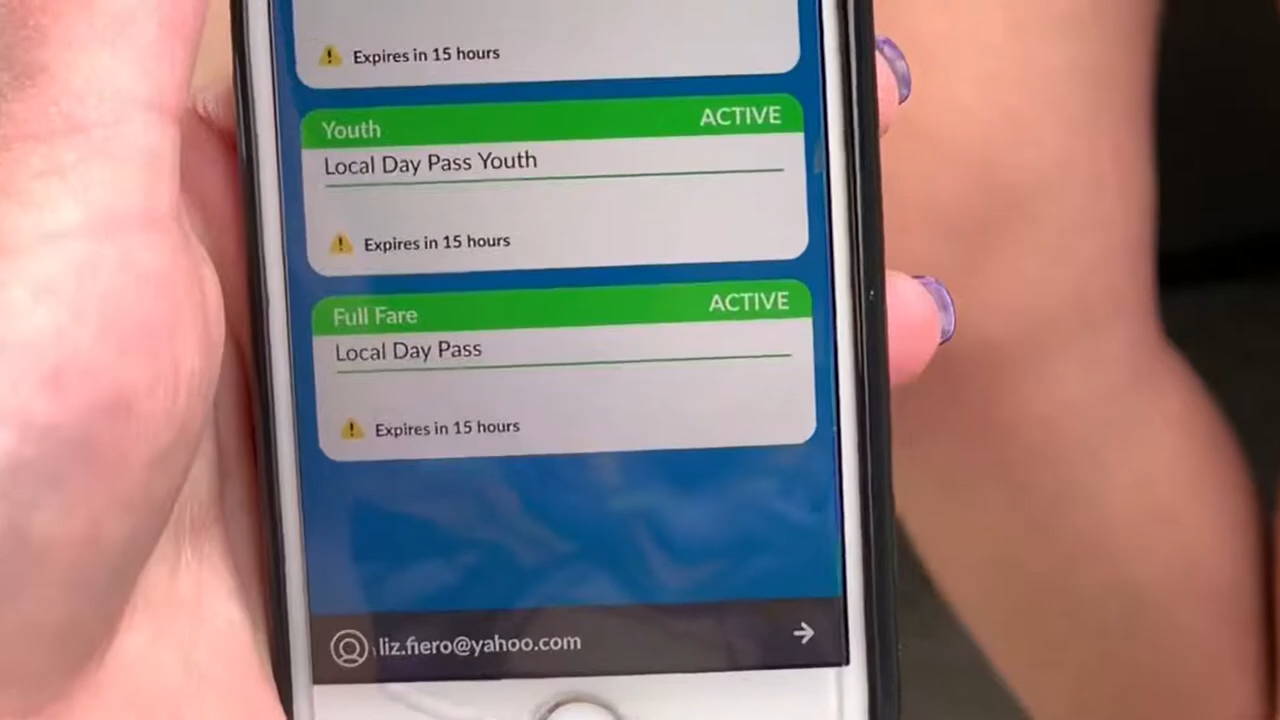 Expires in 15 hours
Youth ACTIVE
Local Day Pass Youth
Expires in 15 hours
Full Fare ACTIVE
Local Day Pass
Expires in 15 hours
liz.fiero@yahoo.com